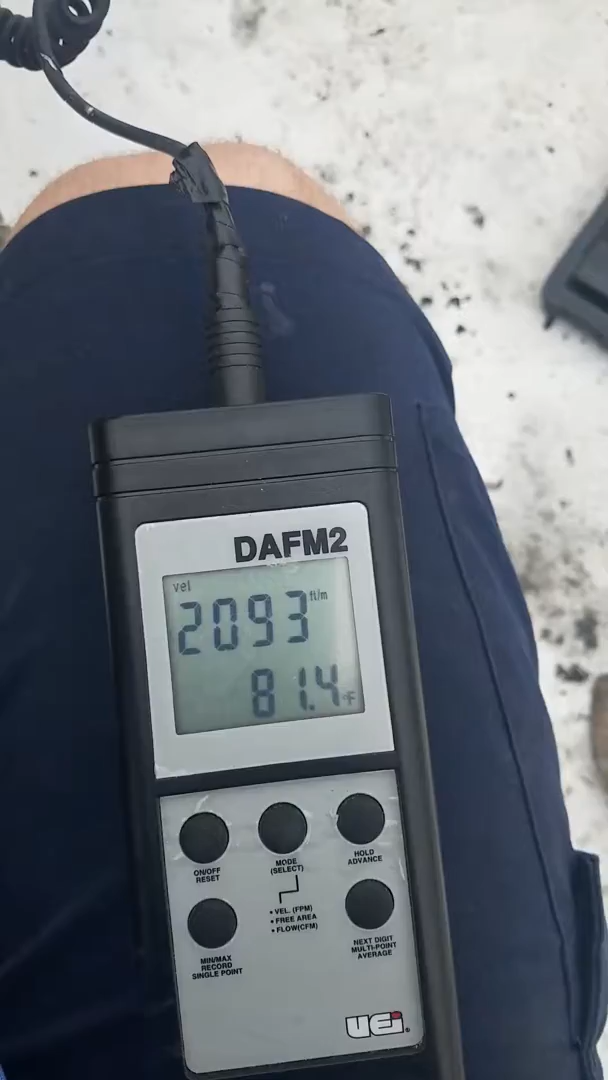 DAFM2
vel
2093 ft/m
81.4 °F
ON/OFF
RESET
MODE
(SELECT)
HOLD
ADVANCE
• VEL. (FPM)
• FREE AREA
• FLOW(CFM)
MIN/MAX
RECORD
SINGLE POINT
NEXT DIGIT
MULTI-POINT
AVERAGE
UEi